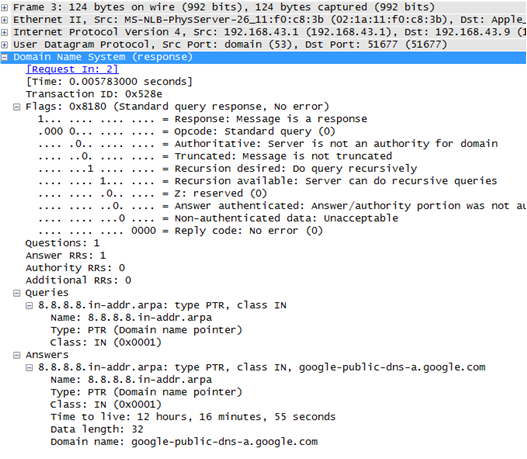 Frame 3: 124 bytes on wire (992 bits), 124 bytes captured (992 bits)
Ethernet II, Src: MS-NLB-PhysServer-26_11:f0:c8:3b (02:1a:11:f0:c8:3b), Dst: Apple_
Internet Protocol Version 4, Src: 192.168.43.1 (192.168.43.1), Dst: 192.168.43.9 (1
User Datagram Protocol, Src Port: domain (53), Dst Port: 51677 (51677)
Domain Name System (response)
[Request In: 2]
[Time: 0.005783000 seconds]
Transaction ID: 0x528e
Flags: 0x8180 (Standard query response, No error)
1... .... .... .... = Response: Message is a response
.000 0... .... .... = Opcode: Standard query (0)
.... .0.. .... .... = Authoritative: Server is not an authority for domain
.... ..0. .... .... = Truncated: Message is not truncated
.... ...1 .... .... = Recursion desired: Do query recursively
.... .... 1... .... = Recursion available: Server can do recursive queries
.... .... .0.. .... = Z: reserved (0)
.... .... ..0. .... = Answer authenticated: Answer/authority portion was not au
.... .... ...0 .... = Non-authenticated data: Unacceptable
.... .... .... 0000 = Reply code: No error (0)
Questions: 1
Answer RRs: 1
Authority RRs: 0
Additional RRs: 0
Queries
8.8.8.8.in-addr.arpa: type PTR, class IN
Name: 8.8.8.8.in-addr.arpa
Type: PTR (Domain name pointer)
Class: IN (0x0001)
Answers
8.8.8.8.in-addr.arpa: type PTR, class IN, google-public-dns-a.google.com
Name: 8.8.8.8.in-addr.arpa
Type: PTR (Domain name pointer)
Class: IN (0x0001)
Time to live: 12 hours, 16 minutes, 55 seconds
Data length: 32
Domain name: google-public-dns-a.google.com